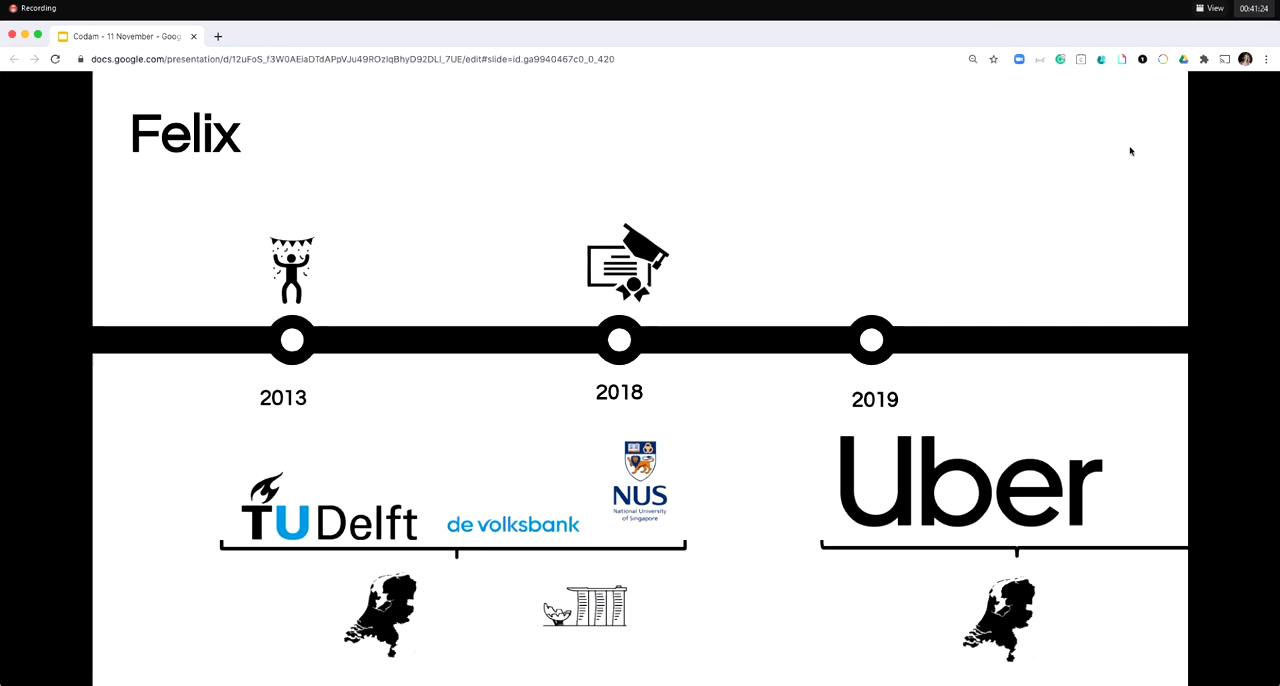 Recording
View
00:41:24
Codam - 11 November - Goog
docs.google.com/presentation/d/12uFoS_f3W0AEiaDTdAPpVJu49ROzIqBhyD92DLI_7UE/edit#slide=id.ga9940467c0_0_420
Felix
2013
2018
2019
TU Delft
de volksbank
NUS
National University
of Singapore
Uber